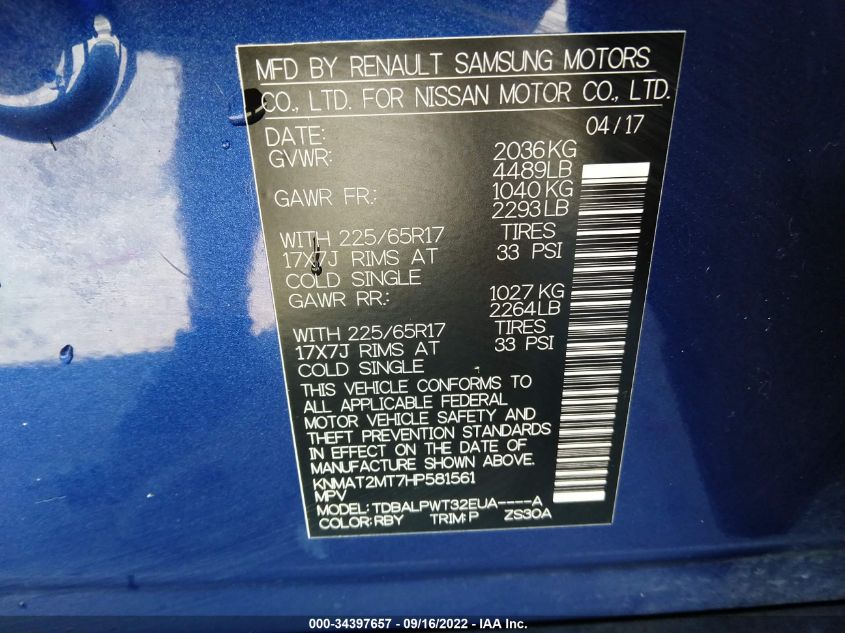 MFD BY RENAULT SAMSUNG MOTORS
CO., LTD. FOR NISSAN MOTOR CO., LTD.
DATE: 04/17
GVWR: 2036KG
4489LB
GAWR FR.: 1040KG
2293LB
WITH 225/65R17 TIRES
17X7J RIMS AT 33 PSI
COLD SINGLE
GAWR RR.: 1027KG
2264LB
WITH 225/65R17 TIRES
17X7J RIMS AT 33 PSI
COLD SINGLE
THIS VEHICLE CONFORMS TO
ALL APPLICABLE FEDERAL
MOTOR VEHICLE SAFETY AND
THEFT PREVENTION STANDARDS
IN EFFECT ON THE DATE OF
MANUFACTURE SHOWN ABOVE.
KNMAT2MT7HP581561
MPV
MODEL: TDBALPWT32EUA----A
COLOR:RBY TRIM:P ZS30A
000-34397657 - 09/16/2022 - IAA Inc.